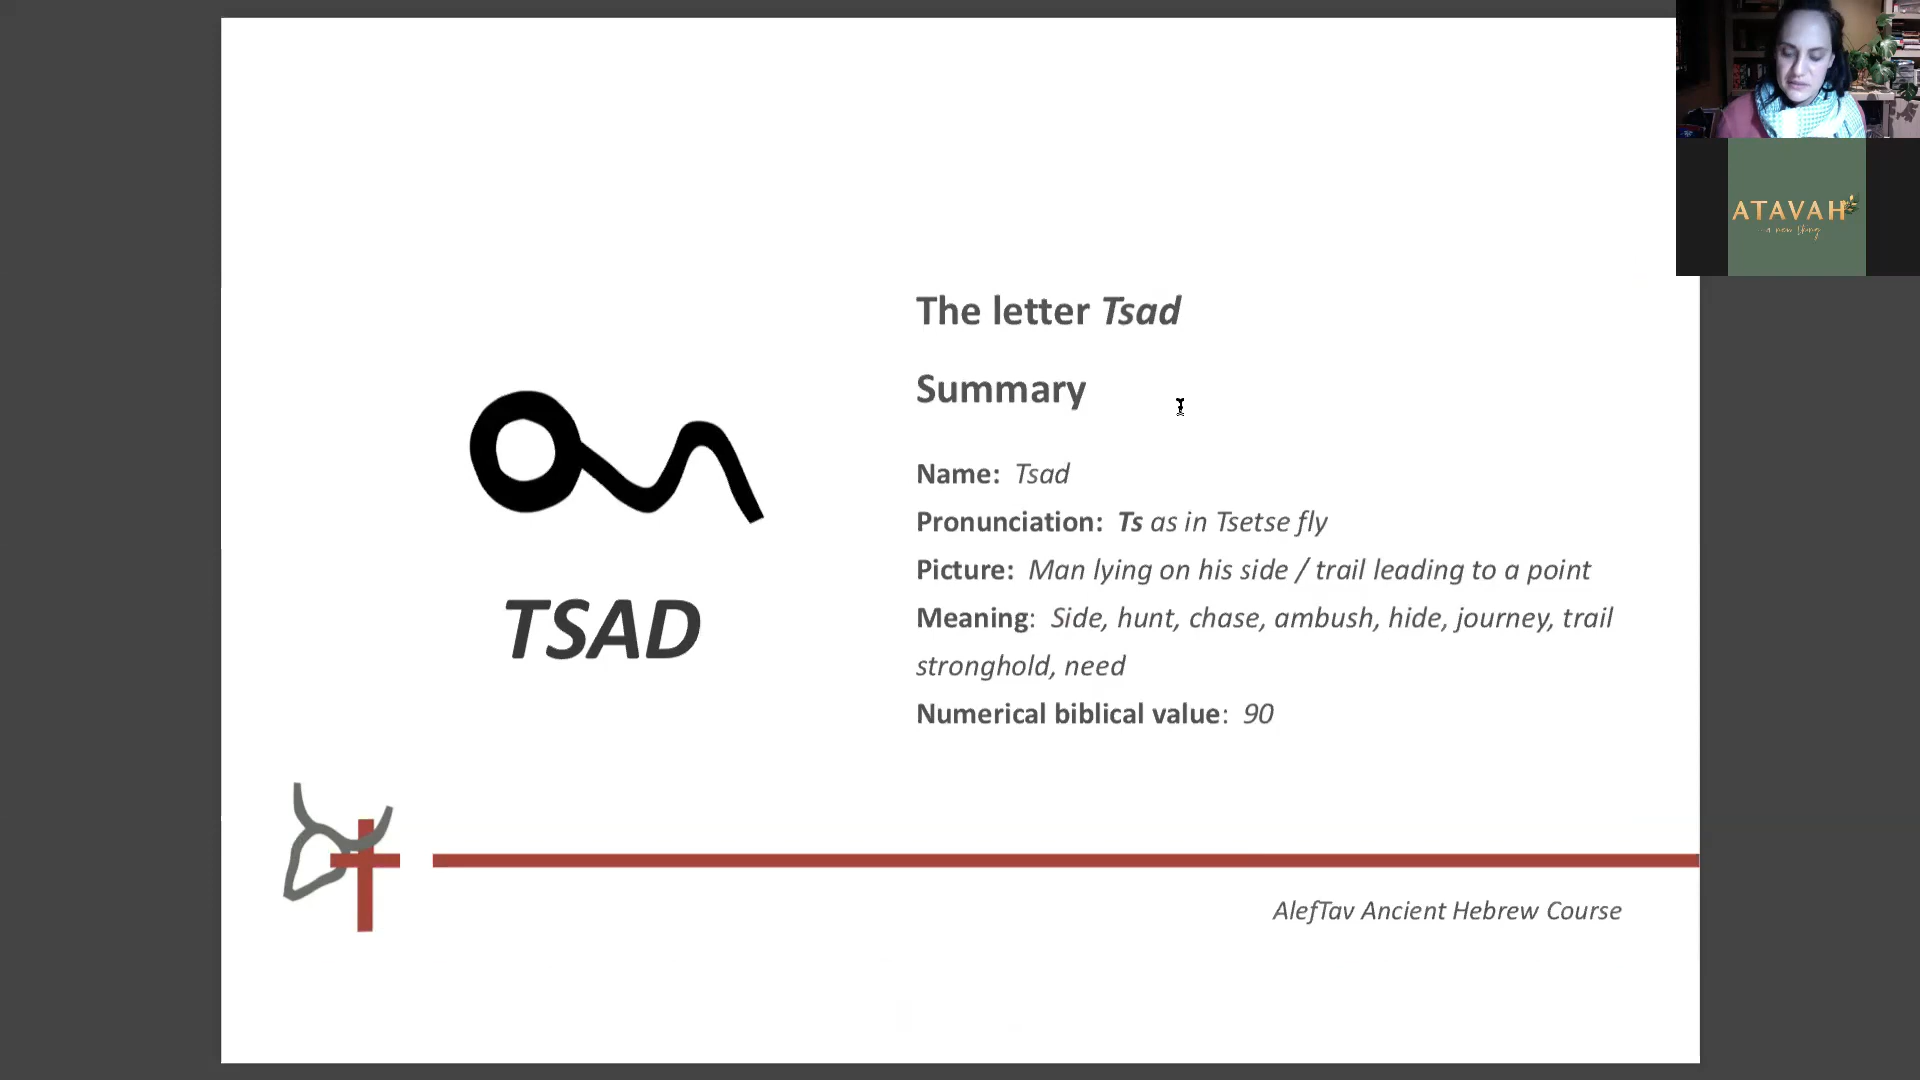 ATAVAH
a new thing
The letter Tsad
Summary
Name: Tsad
Pronunciation: Ts as in Tsetse fly
Picture: Man lying on his side / trail leading to a point
Meaning: Side, hunt, chase, ambush, hide, journey, trail
stronghold, need
Numerical biblical value: 90
TSAD
AlefTav Ancient Hebrew Course